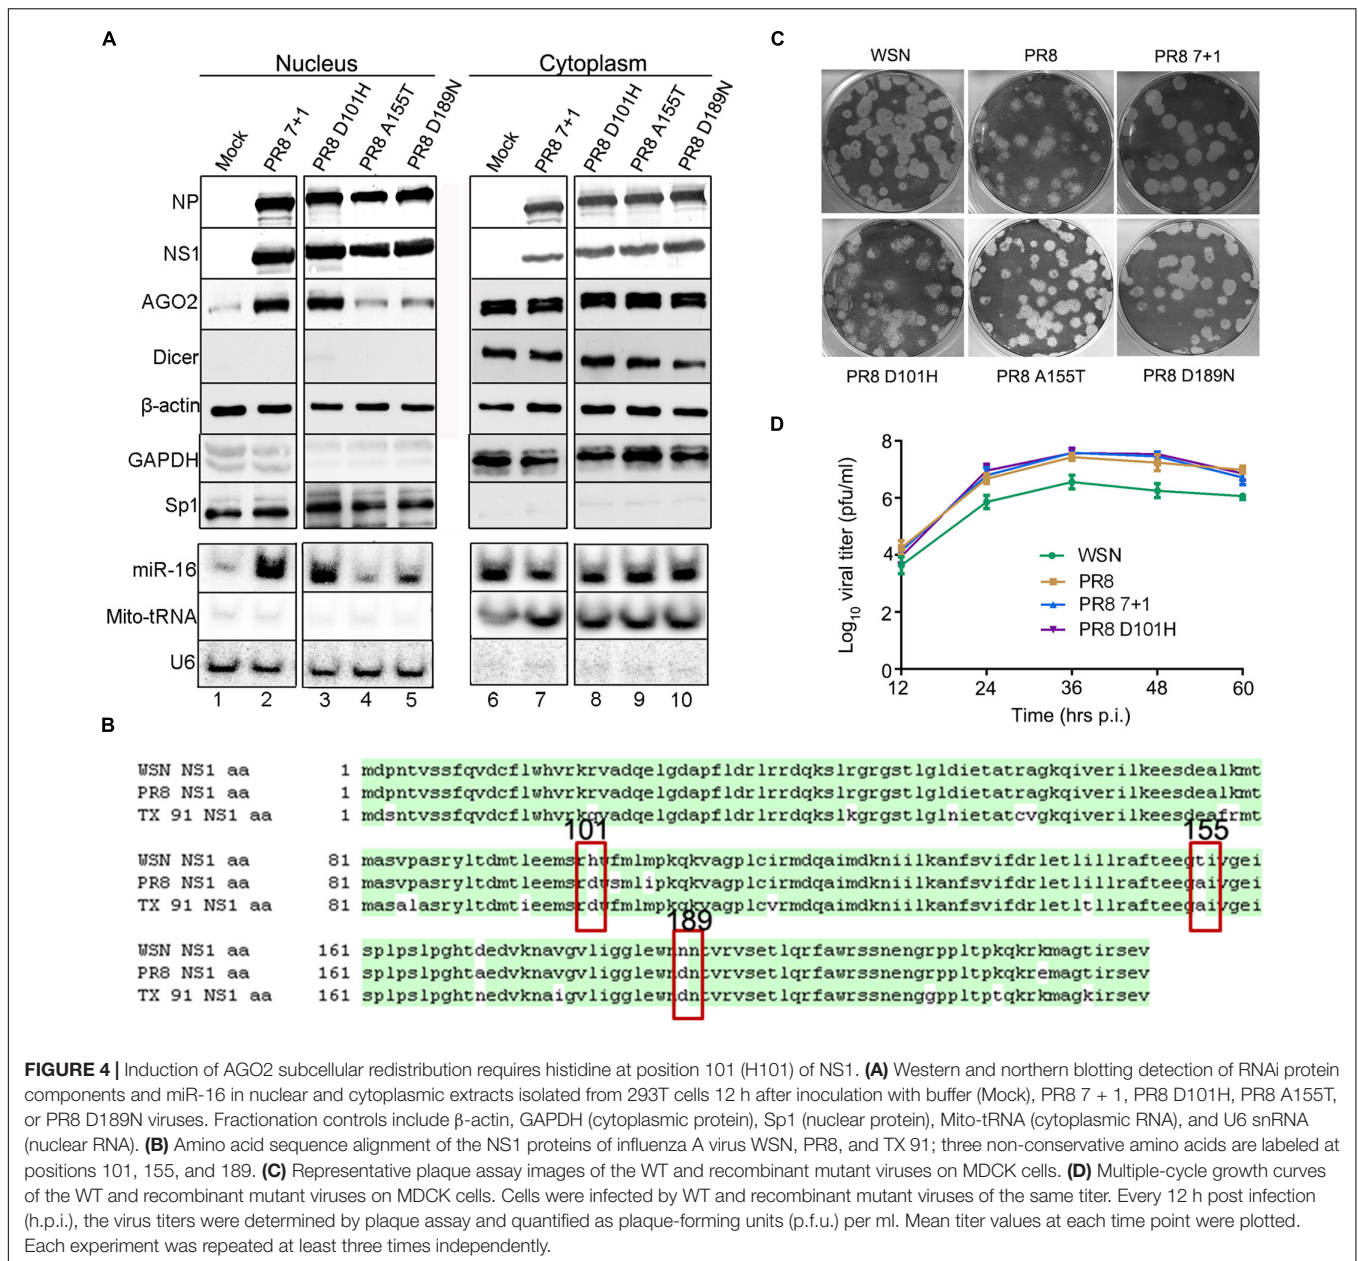 A
Nucleus
Cytoplasm
Mock
PR8 7+1
PR8 D101H
PR8 A155T
PR8 D189N
Mock
PR8 7+1
PR8 D101H
PR8 A155T
PR8 D189N
NP
NS1
AGO2
Dicer
β-actin
GAPDH
Sp1
miR-16
Mito-tRNA
U6
1 2 3 4 5 6 7 8 9 10
C
WSN PR8 PR8 7+1
PR8 D101H PR8 A155T PR8 D189N
D
Log10 viral titer (pfu/ml)
8
6
4
2
0
WSN
PR8
PR8 7+1
PR8 D101H
12 24 36 48 60
Time (hrs p.i.)
B
WSN NS1 aa 1 mdpntvssfqvdcflwhvrkrvadqelgdapfldrlrrdqkslrgrgstlgldietatragkqiverilkeesdealkmt
PR8 NS1 aa 1 mdpntvssfqvdcflwhvrkrvadqelgdapfldrlrrdqkslrgrgstlgldietatragkqiverilkeesdealkmt
TX 91 NS1 aa 1 mdsntvssfqvdcflwhvrkqvadqelgdapfldrlrrdqkslkgrgstlglnietatcvgkqiverilkeesdeafrmt
101 155
WSN NS1 aa 81 masvpasryltdmtleemsrhwfmlmpkqkvagplcirmdqaimdkniilkanfsvifdrletlillrafteegtivgei
PR8 NS1 aa 81 masvpasryltdmtleemsrdwsmlipkqkvagplcirmdqaimdkniilkanfsvifdrletlillrafteegaivgei
TX 91 NS1 aa 81 masalasryltdmtieemsrdwfmlmpkqkvagplcvrmdqaimdkniilkanfsvifdrletltllrafteegaivgei
189
WSN NS1 aa 161 splpslpghtdedvknavgvligglewnnntvrvsetlqrfawrssnengrppltpkqkrkmagtirsev
PR8 NS1 aa 161 splpslpghtaedvknavgvligglewndntvrvsetlqrfawrssnengrppltpkqkremagtirsev
TX 91 NS1 aa 161 splpslpghtnedvknaigvligglewndntvrvsetlqrfawrssnenggppltptqkrkmagkirsev
FIGURE 4 | Induction of AGO2 subcellular redistribution requires histidine at position 101 (H101) of NS1. (A) Western and northern blotting detection of RNAi protein
components and miR-16 in nuclear and cytoplasmic extracts isolated from 293T cells 12 h after inoculation with buffer (Mock), PR8 7 + 1, PR8 D101H, PR8 A155T,
or PR8 D189N viruses. Fractionation controls include β-actin, GAPDH (cytoplasmic protein), Sp1 (nuclear protein), Mito-tRNA (cytoplasmic RNA), and U6 snRNA
(nuclear RNA). (B) Amino acid sequence alignment of the NS1 proteins of influenza A virus WSN, PR8, and TX 91; three non-conservative amino acids are labeled at
positions 101, 155, and 189. (C) Representative plaque assay images of the WT and recombinant mutant viruses on MDCK cells. (D) Multiple-cycle growth curves
of the WT and recombinant mutant viruses on MDCK cells. Cells were infected by WT and recombinant mutant viruses of the same titer. Every 12 h post infection
(h.p.i.), the virus titers were determined by plaque assay and quantified as plaque-forming units (p.f.u.) per ml. Mean titer values at each time point were plotted.
Each experiment was repeated at least three times independently.